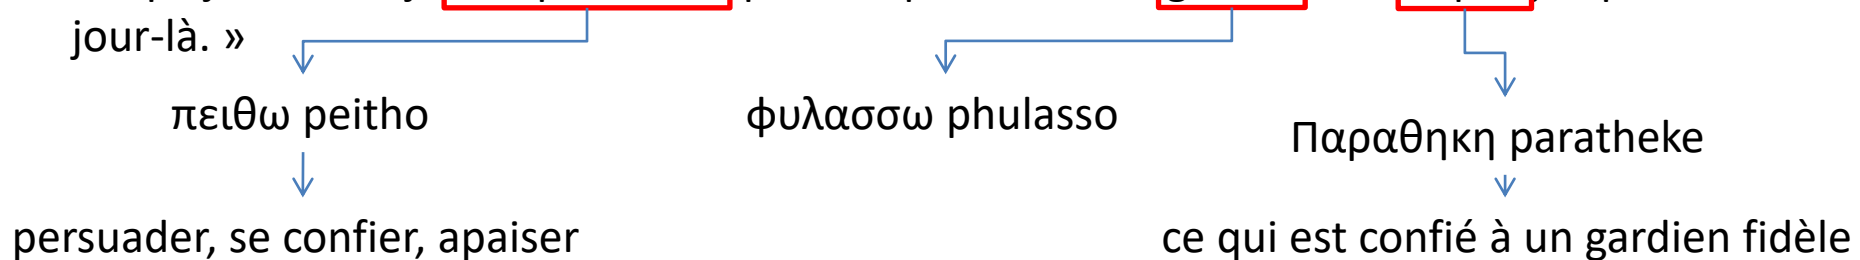 jour-là. »
πειθω peitho
φυλασσω phulasso
Παραθηκη paratheke
persuader, se confier, apaiser
ce qui est confié à un gardien fidèle